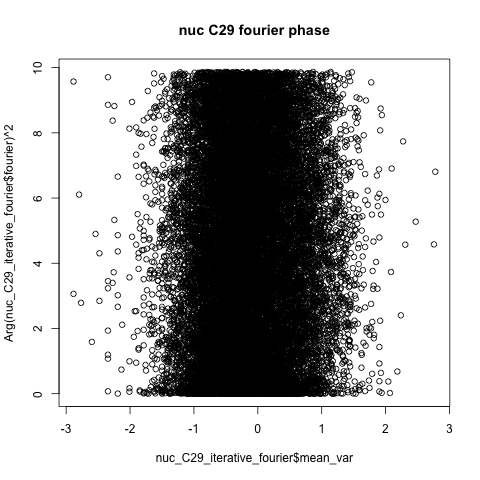 nuc C29 fourier phase
Arg(nuc_C29_iterative_fourier$fourier)^2
10
8
6
4
2
0
-3 -2 -1 0 1 2 3
nuc_C29_iterative_fourier$mean_var